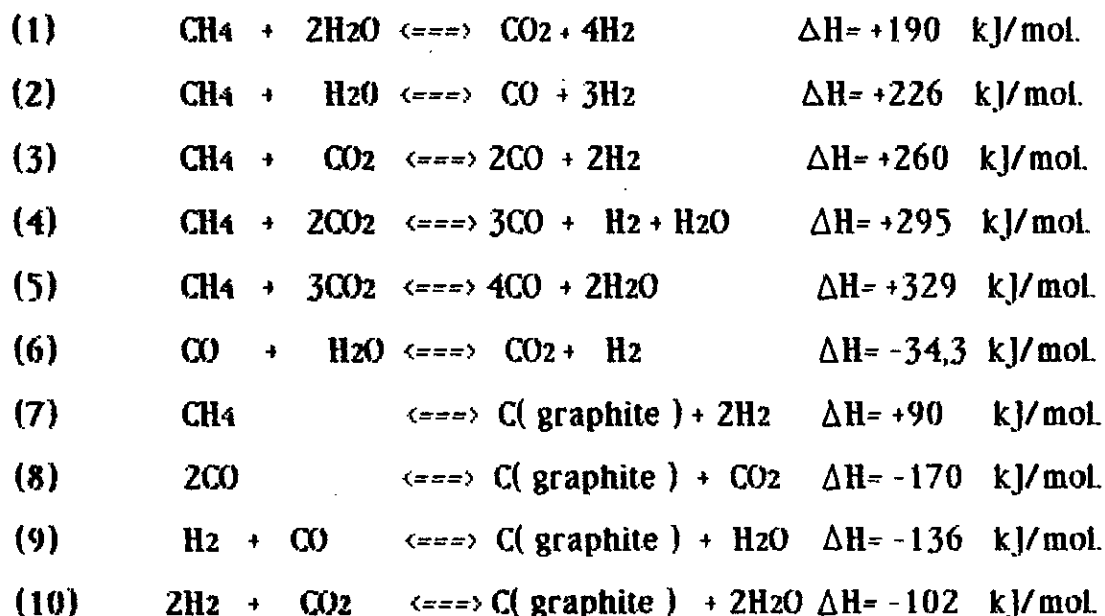 (1) CH4 + 2H2O <===> CO2 + 4H2 ΔH= +190 kJ/mol.
(2) CH4 + H2O <===> CO + 3H2 ΔH= +226 kJ/mol.
(3) CH4 + CO2 <===> 2CO + 2H2 ΔH= +260 kJ/mol.
(4) CH4 + 2CO2 <===> 3CO + H2 + H2O ΔH= +295 kJ/mol.
(5) CH4 + 3CO2 <===> 4CO + 2H2O ΔH= +329 kJ/mol.
(6) CO + H2O <===> CO2 + H2 ΔH= -34,3 kJ/mol.
(7) CH4 <===> C( graphite ) + 2H2 ΔH= +90 kJ/mol.
(8) 2CO <===> C( graphite ) + CO2 ΔH= -170 kJ/mol.
(9) H2 + CO <===> C( graphite ) + H2O ΔH= -136 kJ/mol.
(10) 2H2 + CO2 <===> C( graphite ) + 2H2O ΔH= -102 kJ/mol.